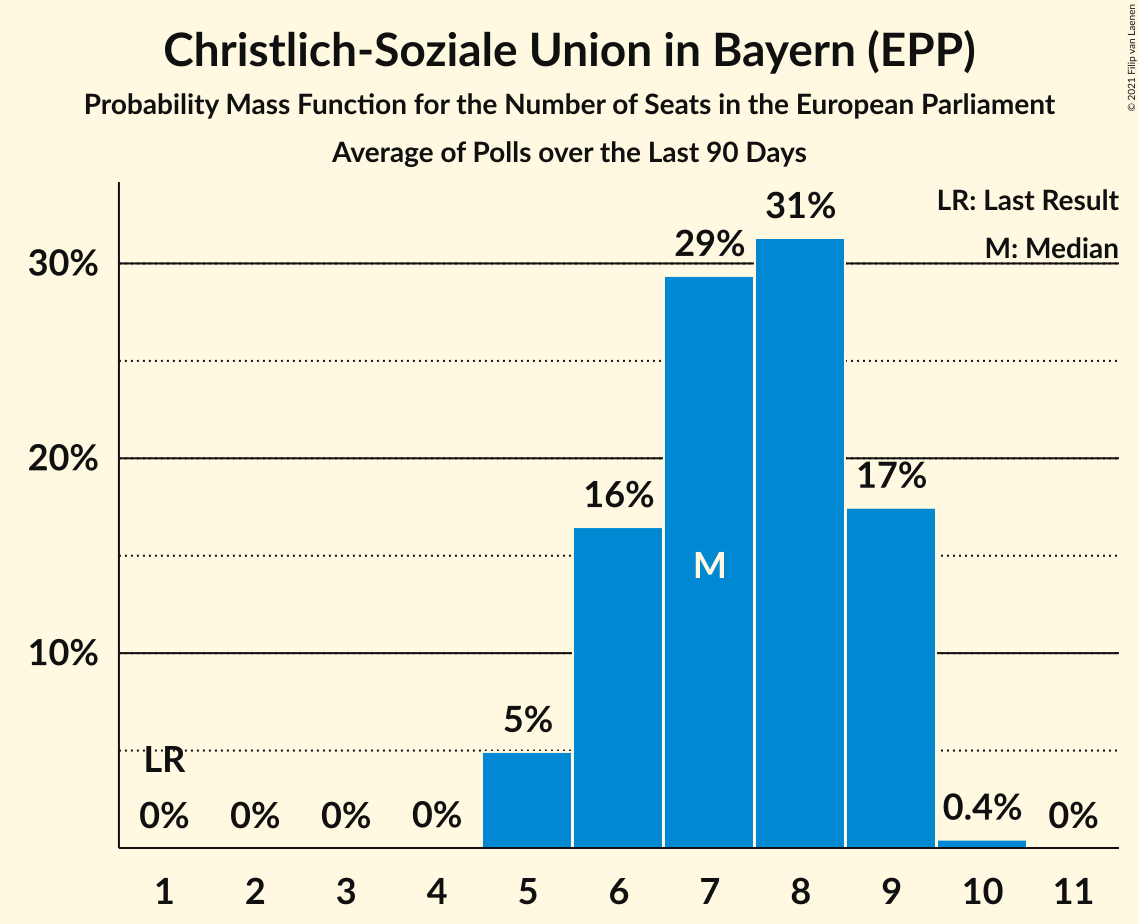 Christlich-Soziale Union in Bayern (EPP)
Probability Mass Function for the Number of Seats in the European Parliament
Average of Polls over the Last 90 Days
© 2021 Filip van Laenen
LR: Last Result
M: Median
30%
20%
10%
LR
0%
0%
0%
0%
5%
16%
29%
M
31%
17%
0.4%
0%
1 2 3 4 5 6 7 8 9 10 11